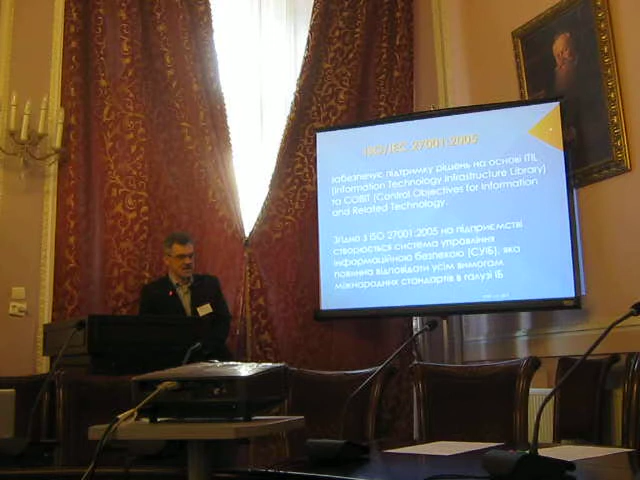 ISO/IEC 27001:2005
забезпечує підтримку рішень на основі ITIL
(Information Technology Infrastructure Library)
та COBIT (Control Objectives for Information
and Related Technology.
Згідно з ISO 27001:2005 на підприємстві
створюється система управління
інформаційною безпекою (СУІБ), яка
повинна відповідати усім вимогам
міжнародних стандартів в галузі ІБ